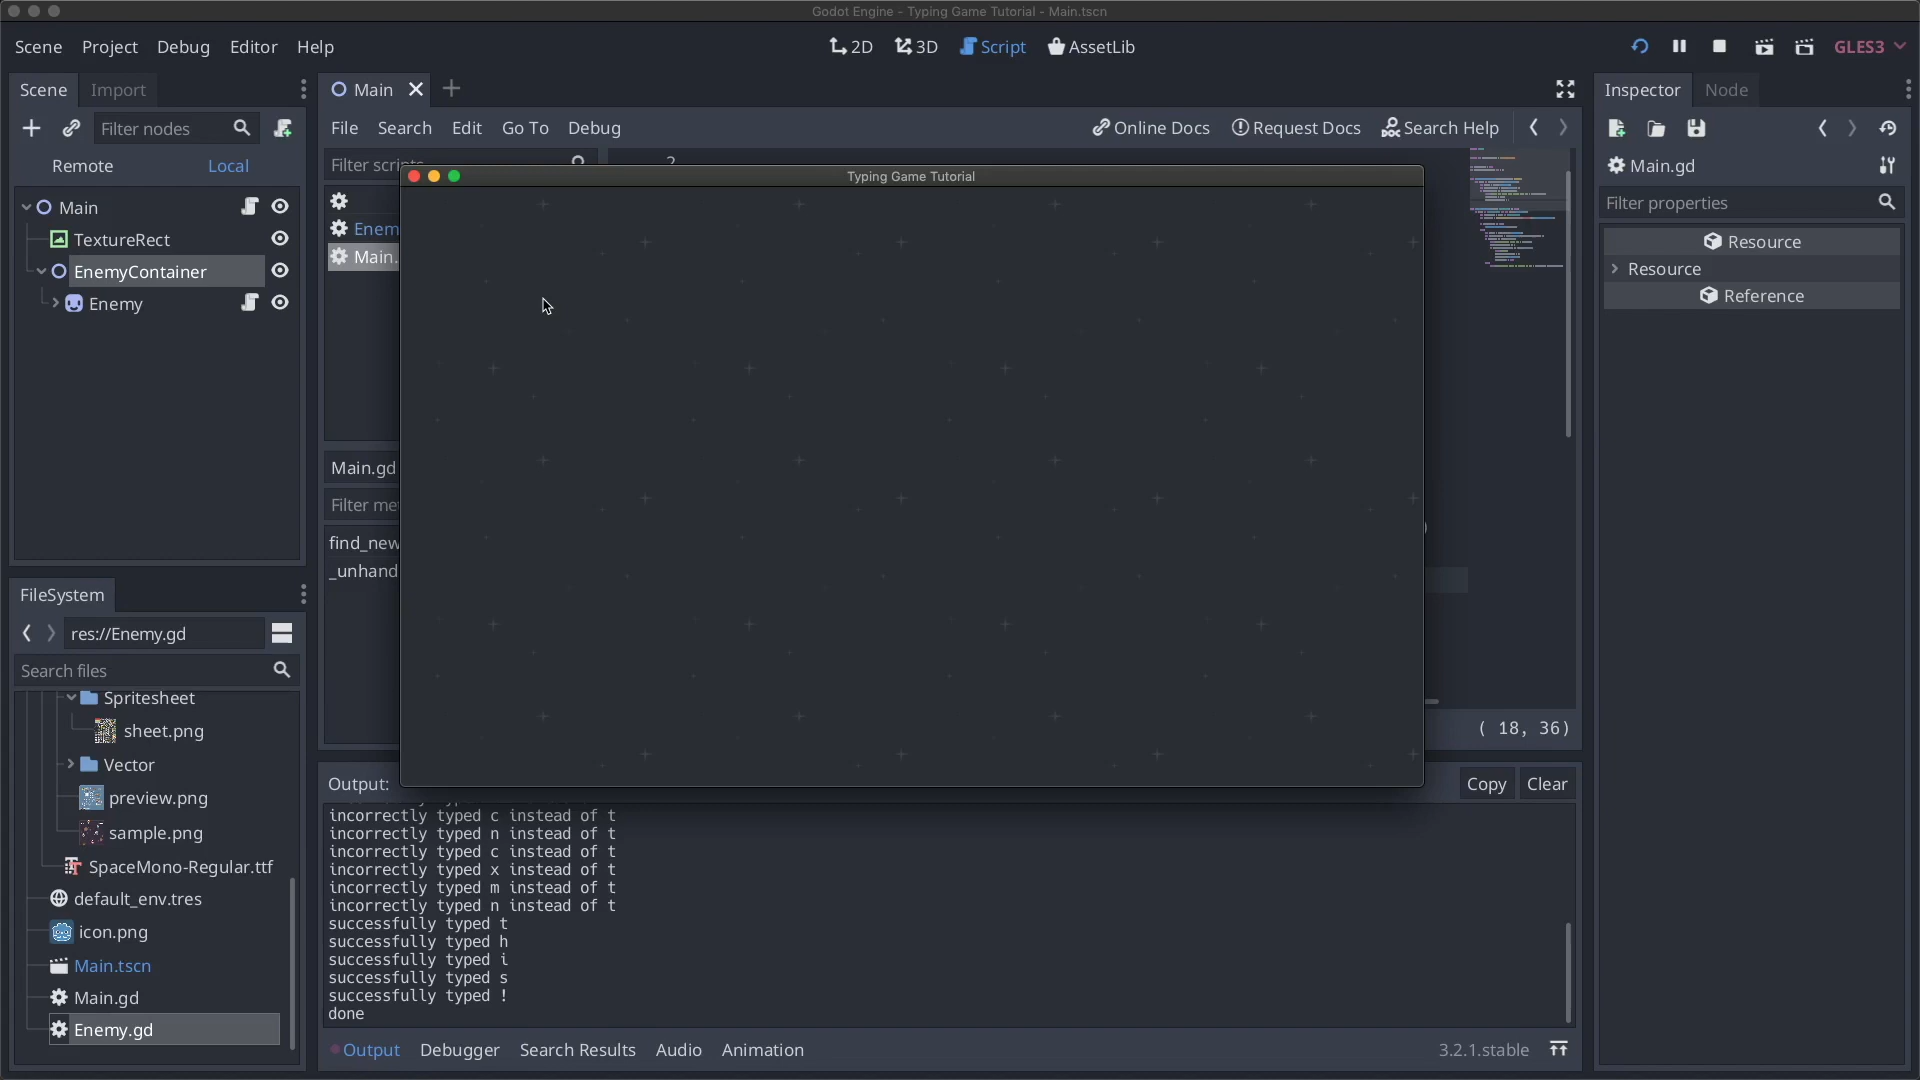 Godot Engine - Typing Game Tutorial - Main.tscn
Scene Project Debug Editor Help
2D 3D Script AssetLib
GLES3
Scene Import
Main
Inspector Node
Filter nodes
File Search Edit Go To Debug
Online Docs Request Docs Search Help
Remote Local
Filter scripts
2
Main.gd
Typing Game Tutorial
Filter properties
Main
TextureRect
EnemyContainer
Enemy
Enem
Main.
Resource
Resource
Reference
Main.gd
Filter me
find_new
_unhand
FileSystem
res://Enemy.gd
Search files
Spritesheet
sheet.png
Vector
preview.png
sample.png
SpaceMono-Regular.ttf
default_env.tres
icon.png
Main.tscn
Main.gd
Enemy.gd
( 18, 36)
Output:
Copy Clear
incorrectly typed c instead of t
incorrectly typed n instead of t
incorrectly typed c instead of t
incorrectly typed x instead of t
incorrectly typed m instead of t
incorrectly typed n instead of t
successfully typed t
successfully typed h
successfully typed i
successfully typed s
successfully typed !
done
Output Debugger Search Results Audio Animation
3.2.1.stable